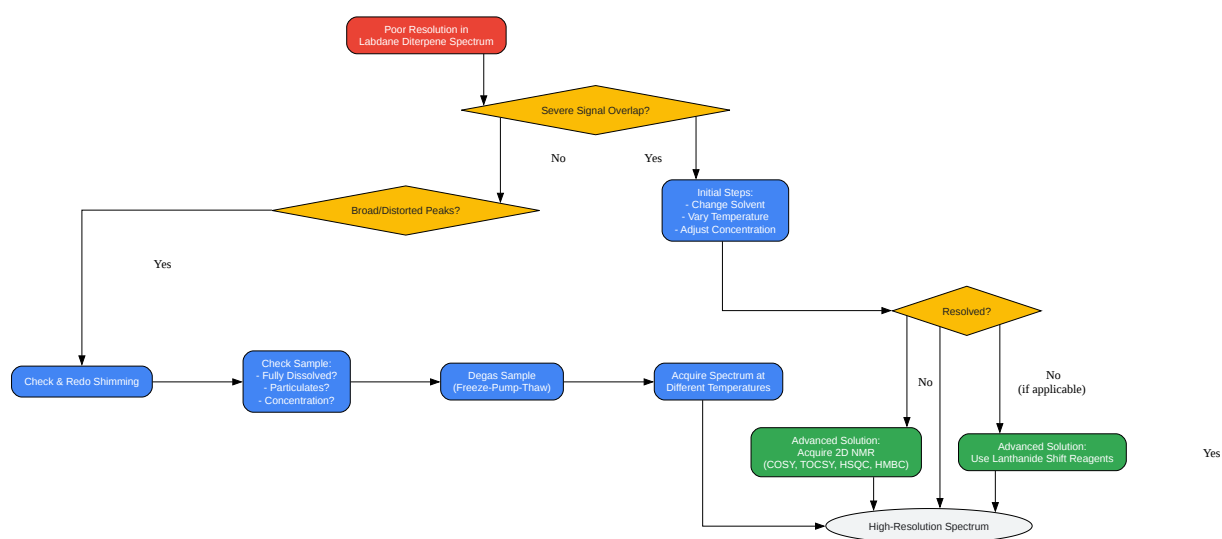 Poor Resolution in
Labdane Diterpene Spectrum
Severe Signal Overlap?
No
Yes
Broad/Distorted Peaks?
Initial Steps:
- Change Solvent
- Vary Temperature
- Adjust Concentration
Yes
Resolved?
Check & Redo Shimming
Check Sample:
- Fully Dissolved?
- Particulates?
- Concentration?
Degas Sample
(Freeze-Pump-Thaw)
Acquire Spectrum at
Different Temperatures
No
No
(if applicable)
Advanced Solution:
Acquire 2D NMR
(COSY, TOCSY, HSQC, HMBC)
Advanced Solution:
Use Lanthanide Shift Reagents
Yes
High-Resolution Spectrum